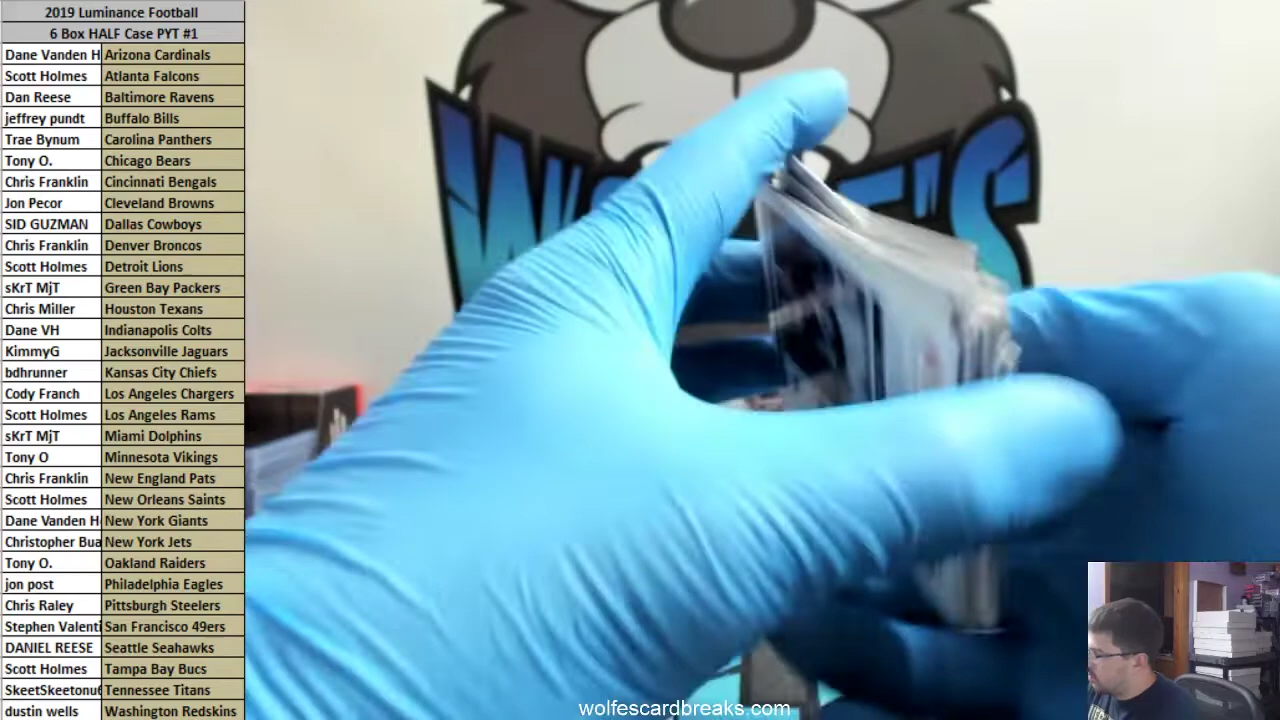 2019 Luminance Football
6 Box HALF Case PYT #1
Dane Vanden H Arizona Cardinals
Scott Holmes Atlanta Falcons
Dan Reese Baltimore Ravens
jeffrey pundt Buffalo Bills
Trae Bynum Carolina Panthers
Tony O. Chicago Bears
Chris Franklin Cincinnati Bengals
Jon Pecor Cleveland Browns
SID GUZMAN Dallas Cowboys
Chris Franklin Denver Broncos
Scott Holmes Detroit Lions
sKrT MjT Green Bay Packers
Chris Miller Houston Texans
Dane VH Indianapolis Colts
KimmyG Jacksonville Jaguars
bdhrunner Kansas City Chiefs
Cody Franch Los Angeles Chargers
Scott Holmes Los Angeles Rams
sKrT MjT Miami Dolphins
Tony O Minnesota Vikings
Chris Franklin New England Pats
Scott Holmes New Orleans Saints
Dane Vanden H New York Giants
Christopher Bua New York Jets
Tony O. Oakland Raiders
jon post Philadelphia Eagles
Chris Raley Pittsburgh Steelers
Stephen Valenti San Francisco 49ers
DANIEL REESE Seattle Seahawks
Scott Holmes Tampa Bay Bucs
SkeetSkeetonu Tennessee Titans
dustin wells Washington Redskins
wolfescardbreaks.com